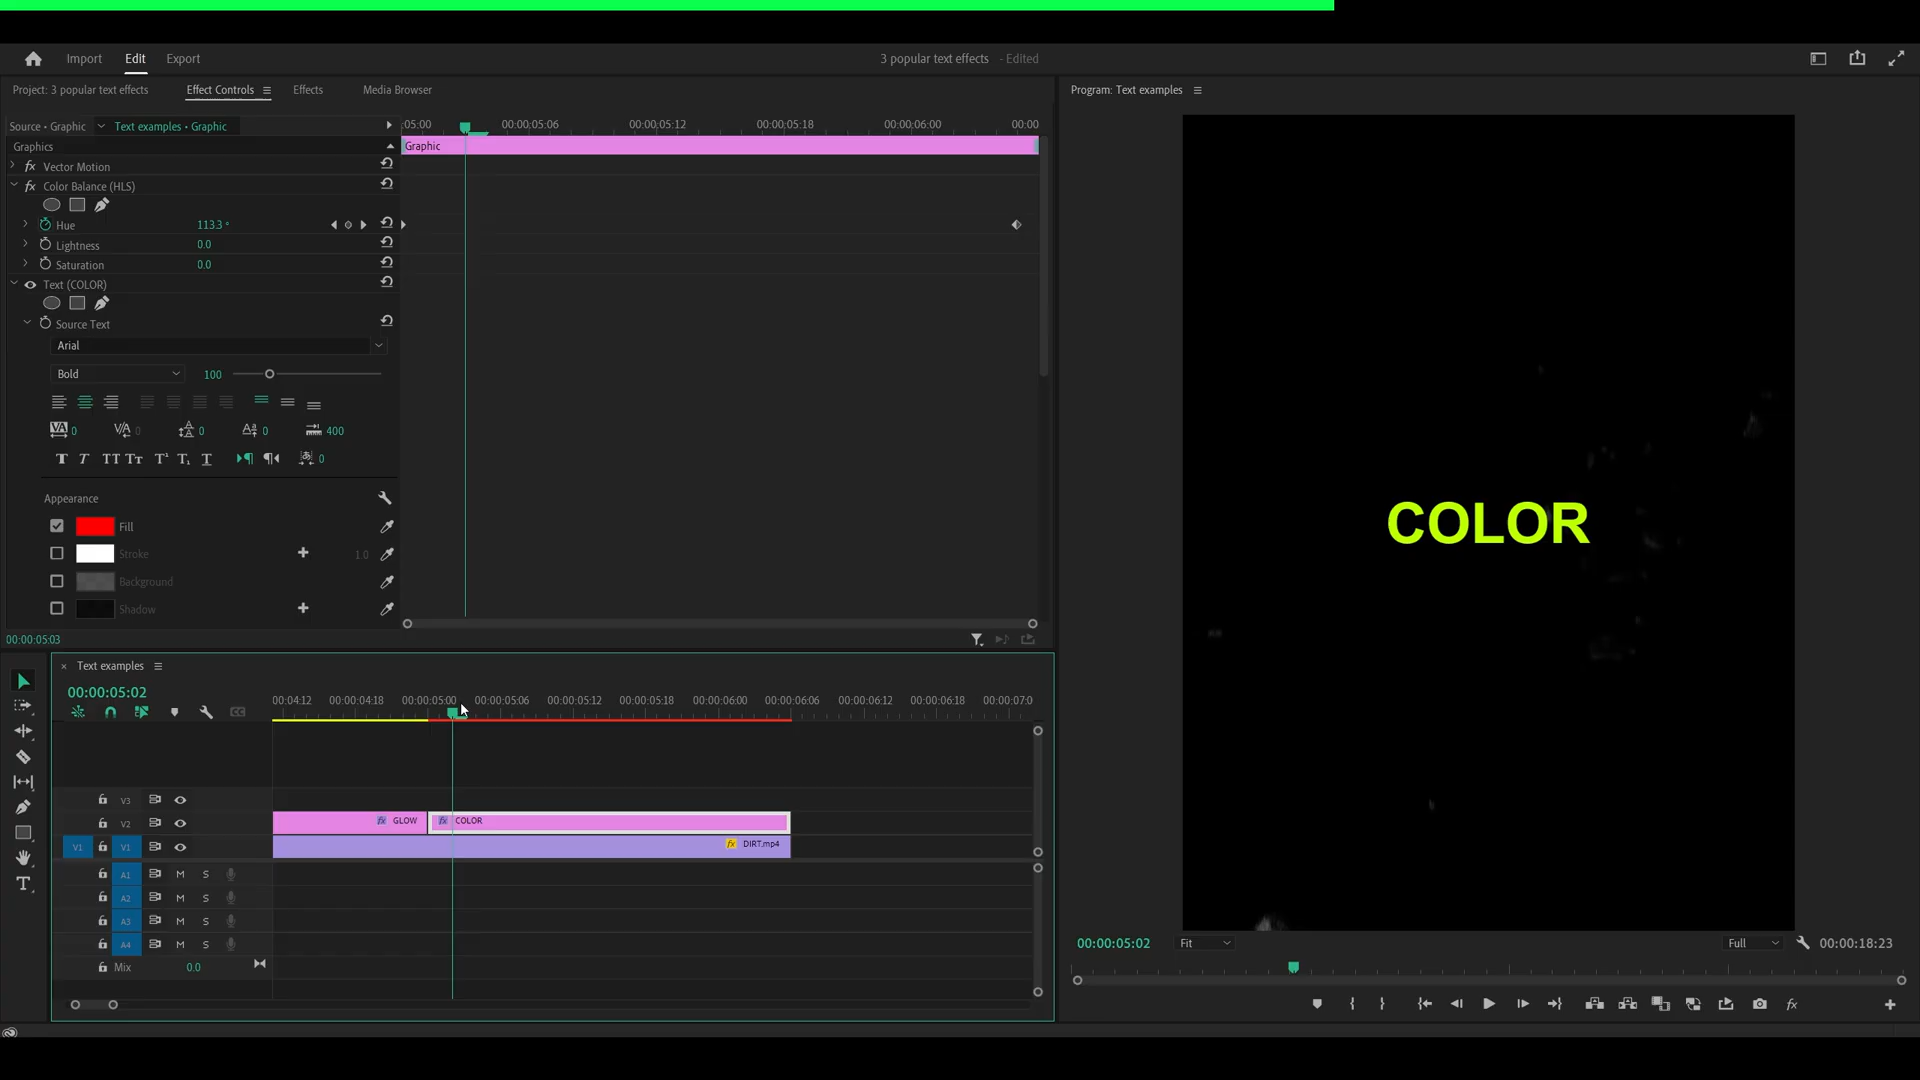 Import Edit Export 3 popular text effects - Edited
Project: 3 popular text effects Effect Controls Effects Media Browser
Source • Graphic Text examples • Graphic
:05:00 00:00:05:06 00:00:05:12 00:00:05:18 00:00:06:00 00:00
Graphics
Graphic
fx Vector Motion
fx Color Balance (HLS)
Hue 113.3 °
Lightness 0.0
Saturation 0.0
Text (COLOR)
Source Text
Arial
Bold 100
0 0 0 0 400
0
Appearance
Fill
Stroke 1.0
Background
Shadow
00:00:05:03
Program: Text examples
COLOR
00:00:05:02 Fit Full 00:00:18:23
fx
Text examples
00:00:05:02
00:04:12 00:00:04:18 00:00:05:00 00:00:05:06 00:00:05:12 00:00:05:18 00:00:06:00 00:00:06:06 00:00:06:12 00:00:06:18 00:00:07:0
V3
V2 fx GLOW fx COLOR
V1 V1 fx DIRT.mp4
A1 M S
A2 M S
A3 M S
A4 M S
Mix 0.0